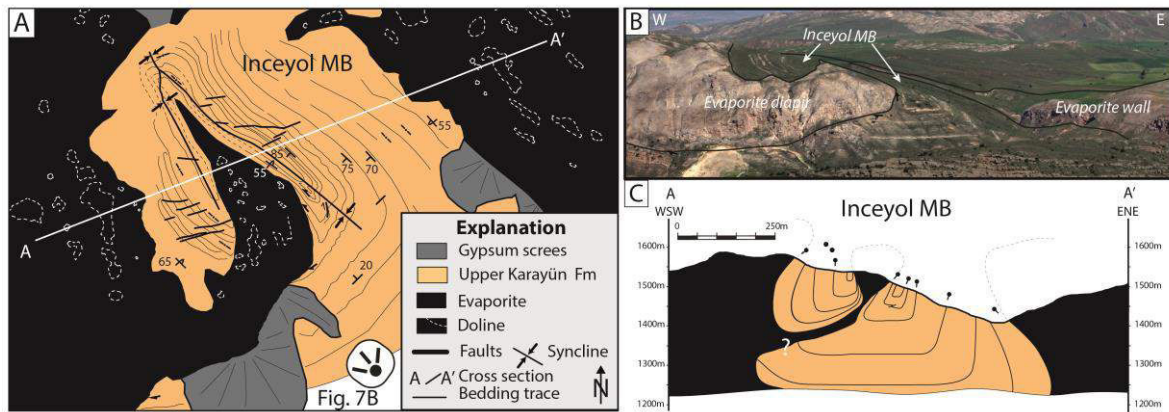 A
Inceyol MB
A'
55
85
55
75
70
20
65
A
Fig. 7B
Explanation
Gypsum screes
Upper Karayün Fm
Evaporite
Doline
Faults
Syncline
A A' Cross section
Bedding trace
N
B
W
E
Inceyol MB
Evaporite diapir
Evaporite wall
C
A
WSW
Inceyol MB
A'
ENE
0
250m
1600m
1500m
1400m
1300m
1200m
?
1600m
1500m
1400m
1300m
1200m